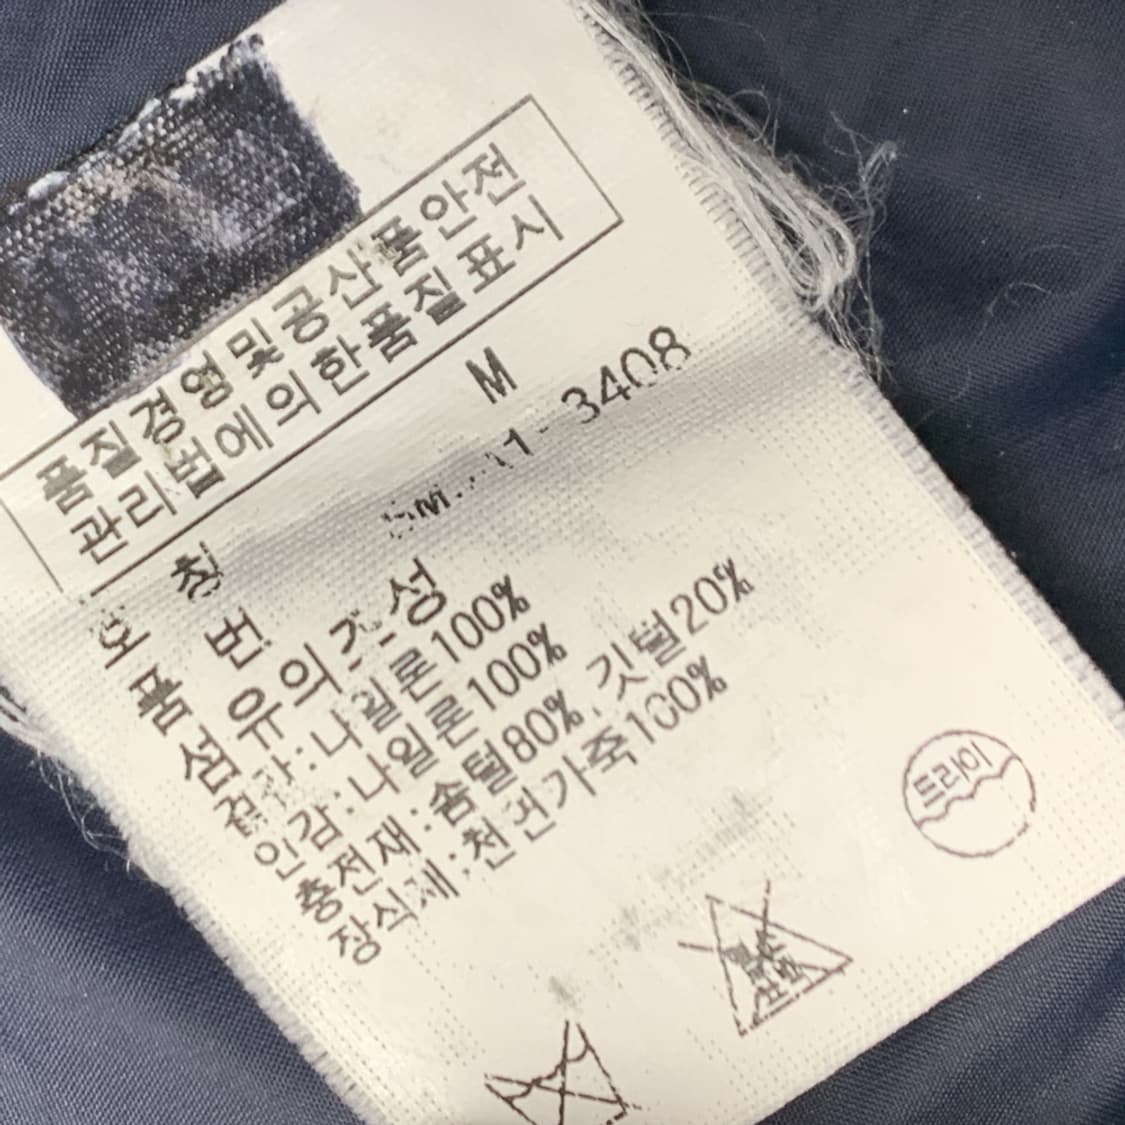 품질경영및공산품안전
관리법에의한품질표시
호 칭 M
품 번 1-3408
섬유의조성
겉감:나일론100%
안감:나일론100%
충전재:솜털80%, 깃털20%
장식재:천연가죽100%
드라이